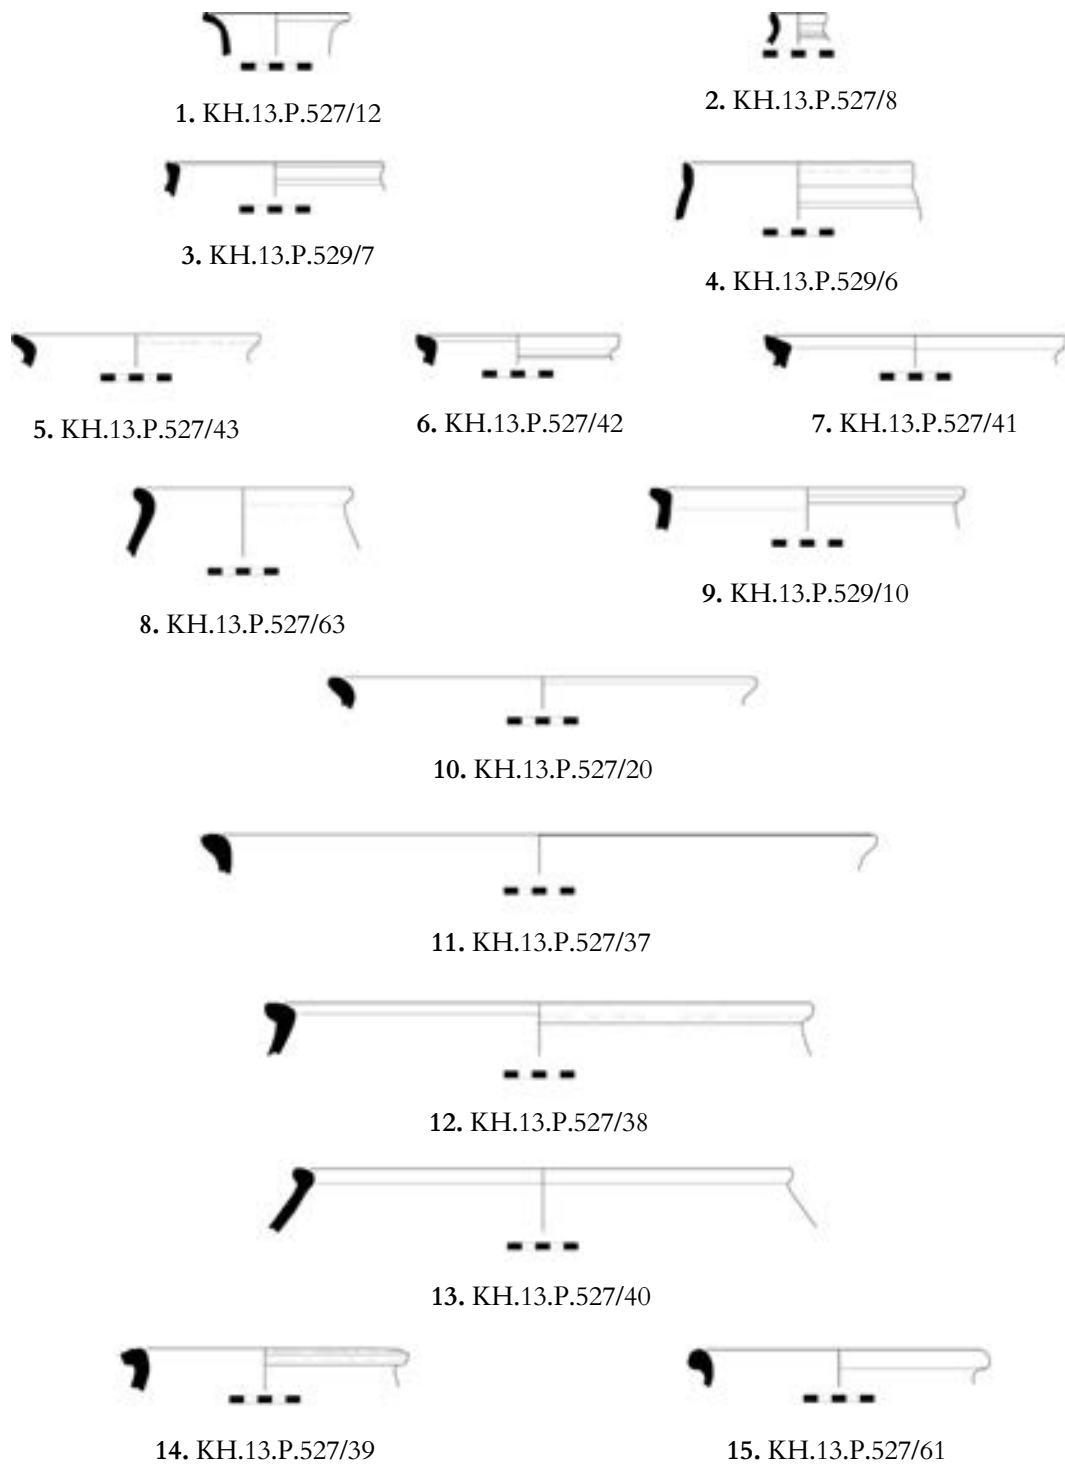 1. KH.13.P.527/12
2. KH.13.P.527/8
3. KH.13.P.529/7
4. KH.13.P.529/6
5. KH.13.P.527/43
6. KH.13.P.527/42
7. KH.13.P.527/41
8. KH.13.P.527/63
9. KH.13.P.529/10
10. KH.13.P.527/20
11. KH.13.P.527/37
12. KH.13.P.527/38
13. KH.13.P.527/40
14. KH.13.P.527/39
15. KH.13.P.527/61